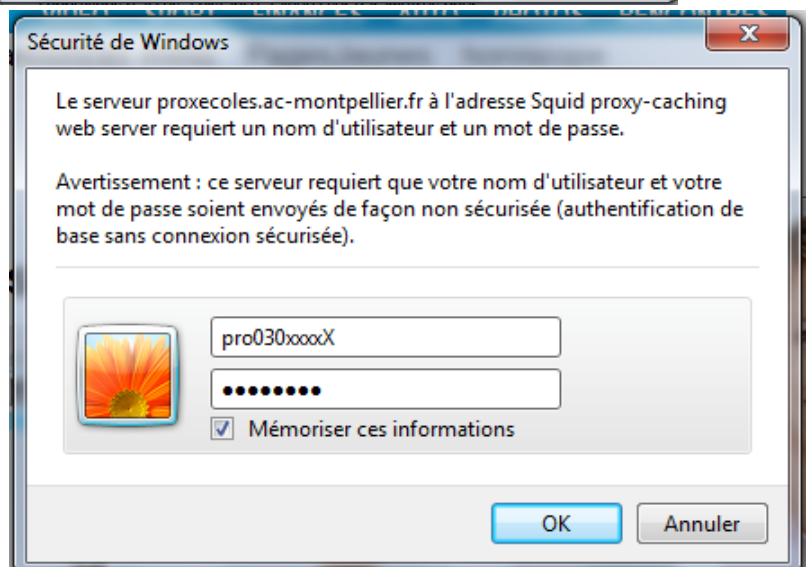 Sécurité de Windows
Le serveur proxecoles.ac-montpellier.fr à l'adresse Squid proxy-caching
web server requiert un nom d'utilisateur et un mot de passe.
Avertissement : ce serveur requiert que votre nom d'utilisateur et votre
mot de passe soient envoyés de façon non sécurisée (authentification de
base sans connexion sécurisée).
pro030xxxxX
●●●●●●●●
Mémoriser ces informations
OK Annuler